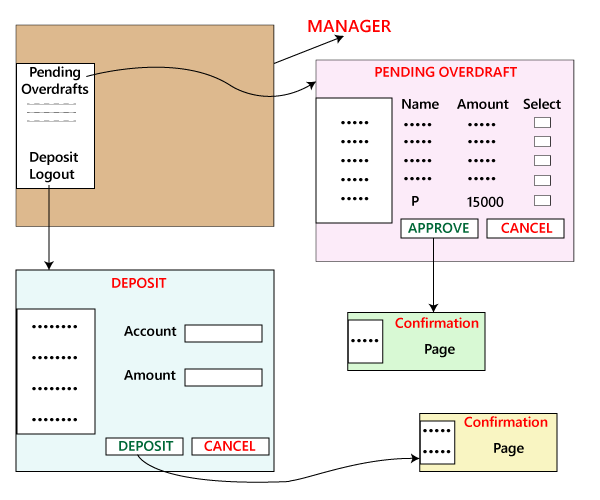 MANAGER
Pending
Overdrafts
Deposit
Logout
PENDING OVERDRAFT
Name Amount Select
P 15000
APPROVE CANCEL
DEPOSIT
Account
Amount
DEPOSIT CANCEL
Confirmation
Page
Confirmation
Page